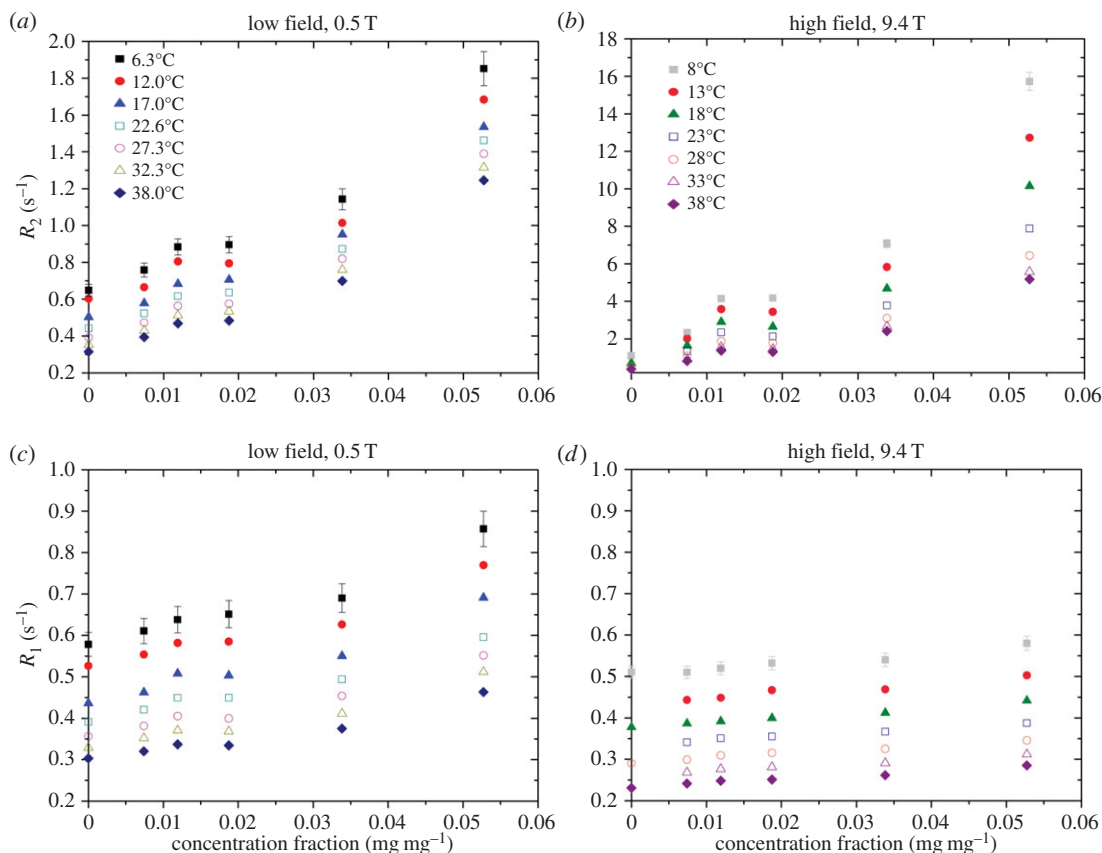 (a) low field, 0.5 T
2.0
1.8
1.6
1.4
1.2
1.0
0.8
0.6
0.4
0.2
R2 (s–1)
6.3°C
12.0°C
17.0°C
22.6°C
27.3°C
32.3°C
38.0°C
0 0.01 0.02 0.03 0.04 0.05 0.06
(b) high field, 9.4 T
18
16
14
12
10
8
6
4
2
8°C
13°C
18°C
23°C
28°C
33°C
38°C
0 0.01 0.02 0.03 0.04 0.05 0.06
(c) low field, 0.5 T
1.0
0.9
0.8
0.7
0.6
0.5
0.4
0.3
0.2
R1 (s–1)
0 0.01 0.02 0.03 0.04 0.05 0.06
concentration fraction (mg mg–1)
(d) high field, 9.4 T
1.0
0.9
0.8
0.7
0.6
0.5
0.4
0.3
0.2
0 0.01 0.02 0.03 0.04 0.05 0.06
concentration fraction (mg mg–1)